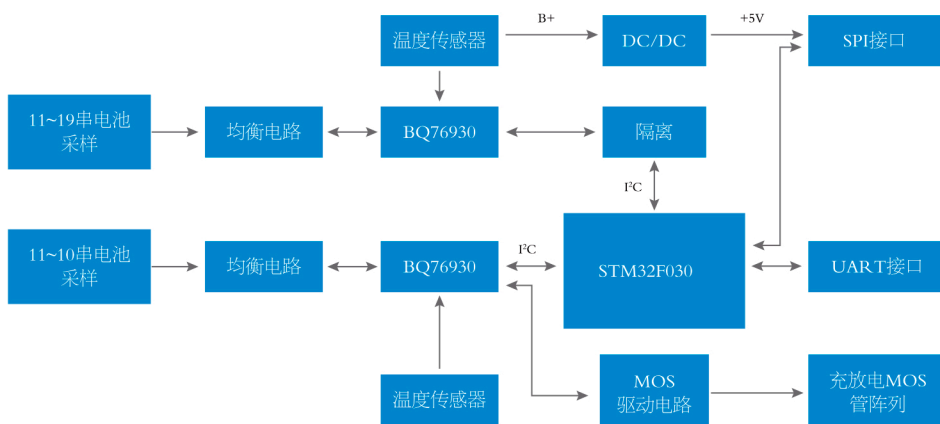 温度传感器
B+
DC/DC
+5V
SPI接口
11~19串电池
采样
均衡电路
BQ76930
隔离
I²C
11~10串电池
采样
均衡电路
BQ76930
I²C
STM32F030
UART接口
温度传感器
MOS
驱动电路
充放电MOS
管阵列